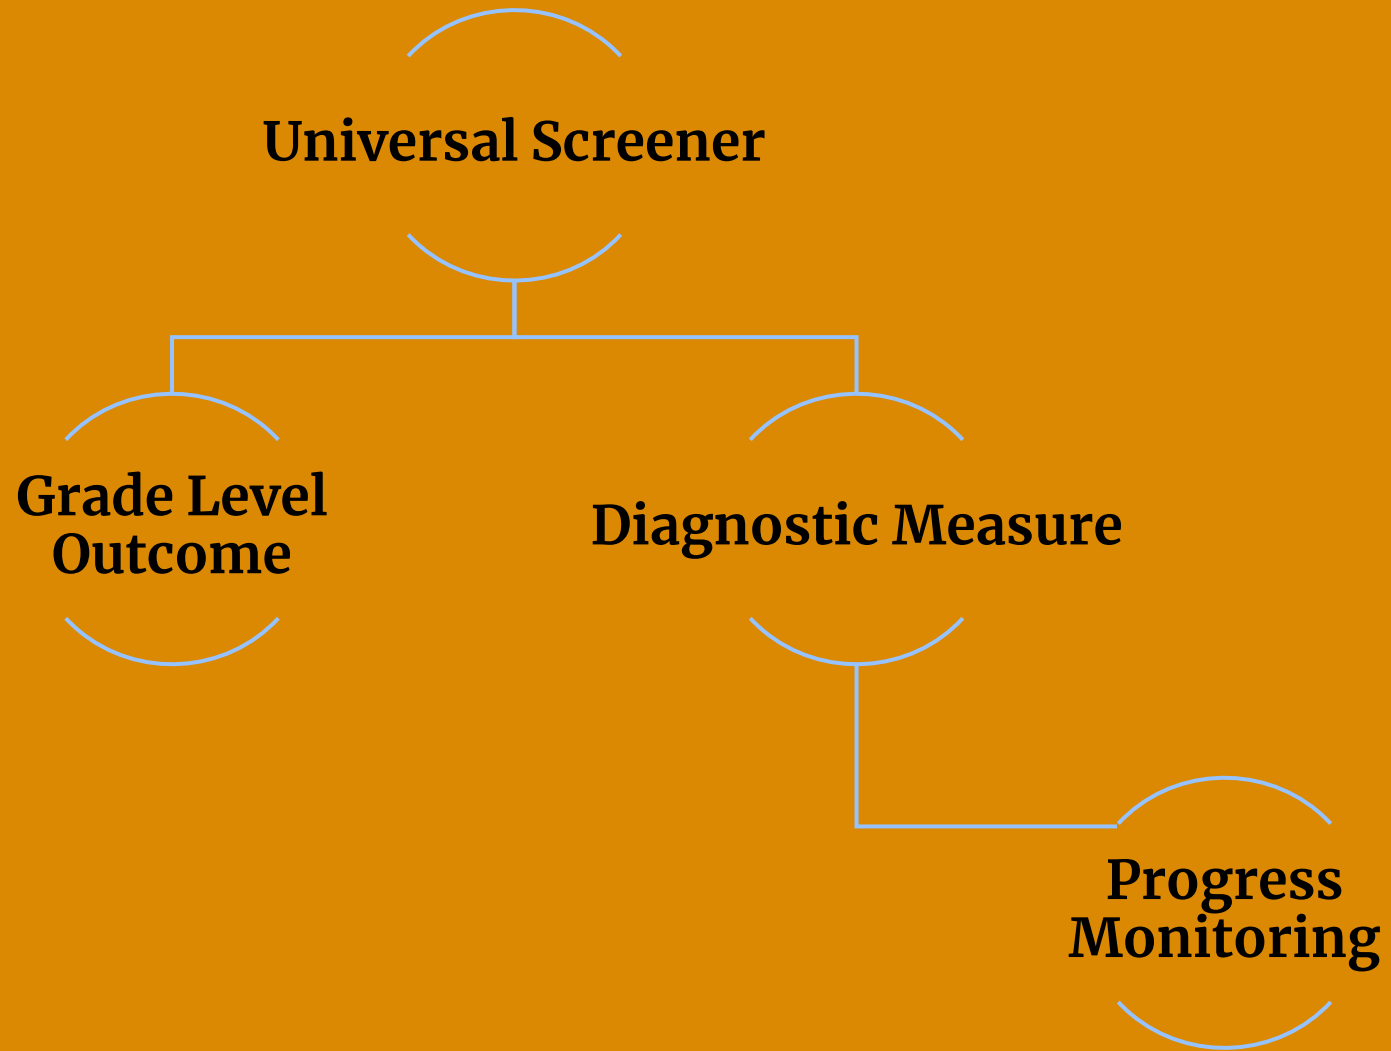 Universal Screener
Grade Level
Outcome
Diagnostic Measure
Progress
Monitoring